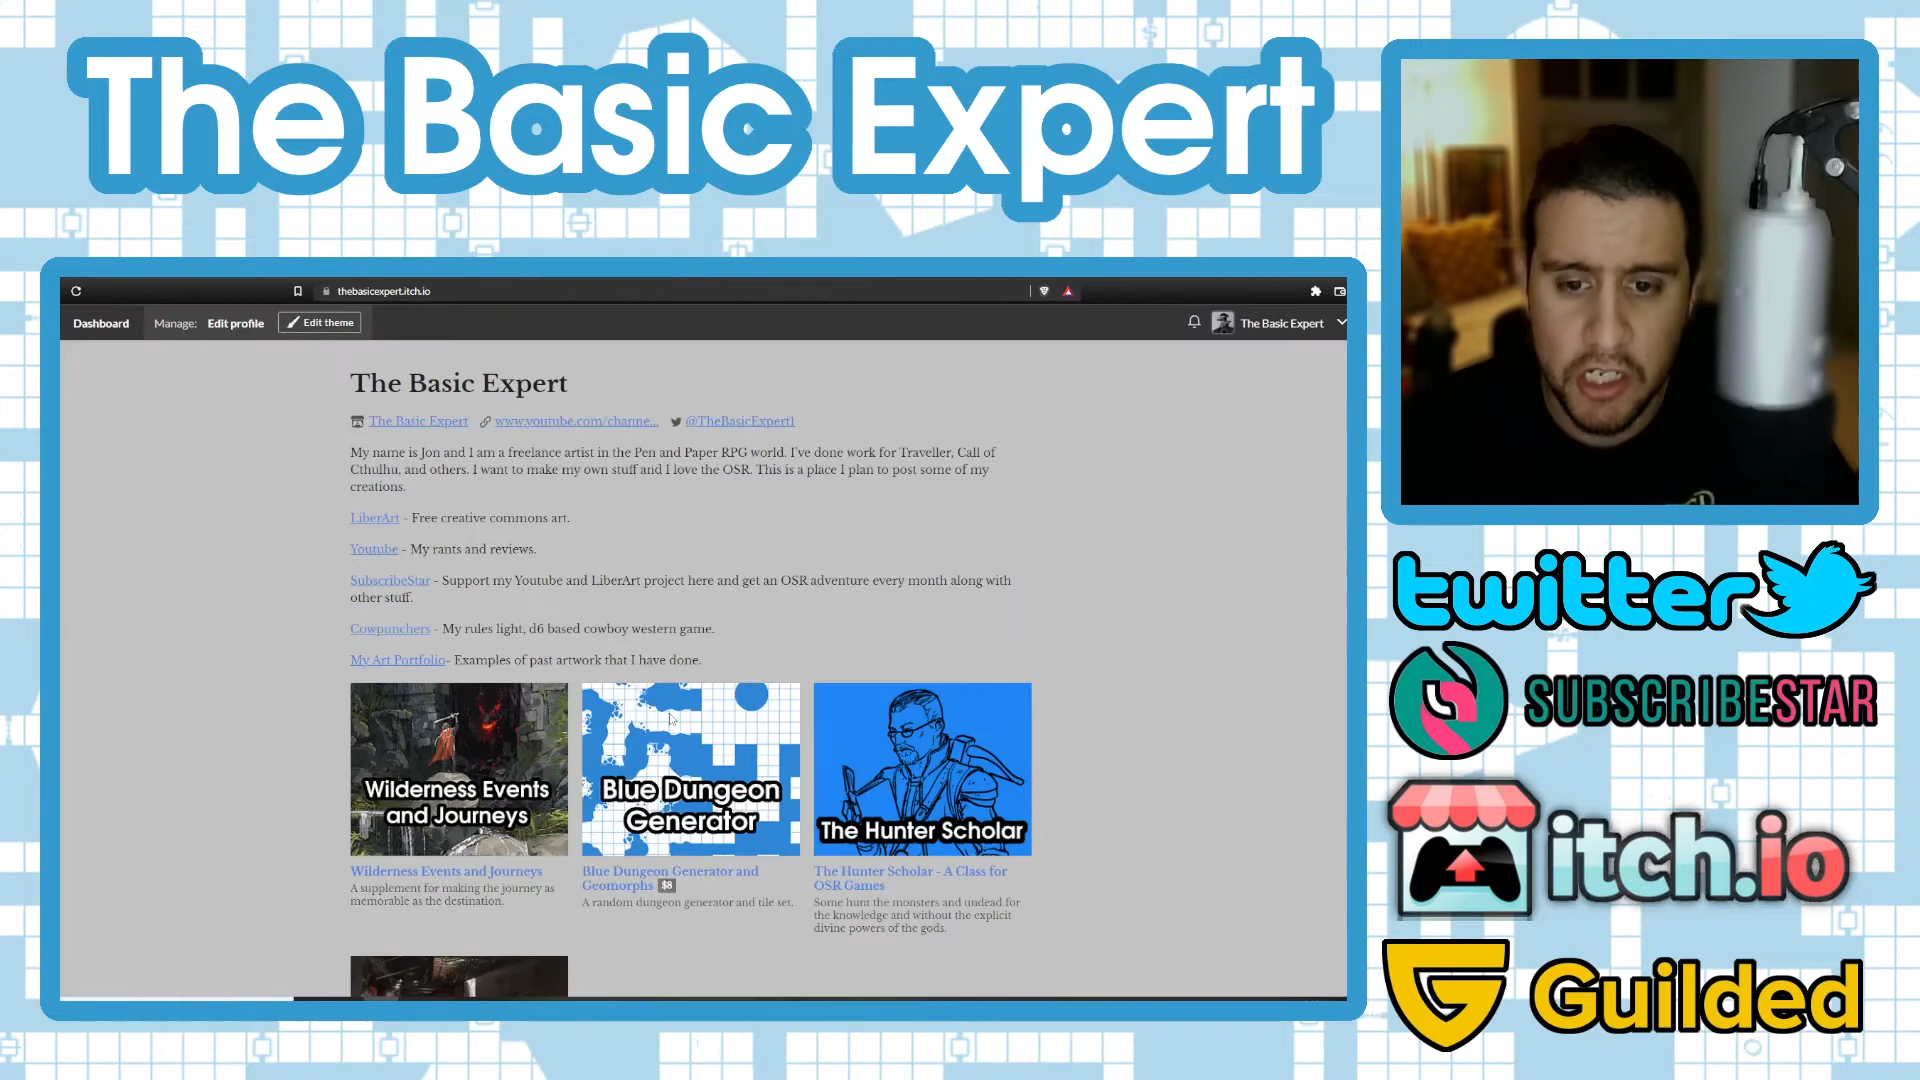 The Basic Expert
thebasicexpert.itch.io
Dashboard Manage: Edit profile Edit theme The Basic Expert
The Basic Expert
The Basic Expert www.youtube.com/channe... @TheBasicExpert1
My name is Jon and I am a freelance artist in the Pen and Paper RPG world. I've done work for Traveller, Call of
Cthulhu, and others. I want to make my own stuff and I love the OSR. This is a place I plan to post some of my
creations.
LiberArt - Free creative commons art.
Youtube - My rants and reviews.
SubscribeStar - Support my Youtube and LiberArt project here and get an OSR adventure every month along with
other stuff.
Cowpunchers - My rules light, d6 based cowboy western game.
My Art Portfolio- Examples of past artwork that I have done.
Wilderness Events
and Journeys
Blue Dungeon
Generator
The Hunter Scholar
Wilderness Events and Journeys
A supplement for making the journey as
memorable as the destination.
Blue Dungeon Generator and
Geomorphs $8
A random dungeon generator and tile set.
The Hunter Scholar - A Class for
OSR Games
Some hunt the monsters and undead for
the knowledge and without the explicit
divine powers of the gods.
twitter
SUBSCRIBESTAR
itch.io
Guilded